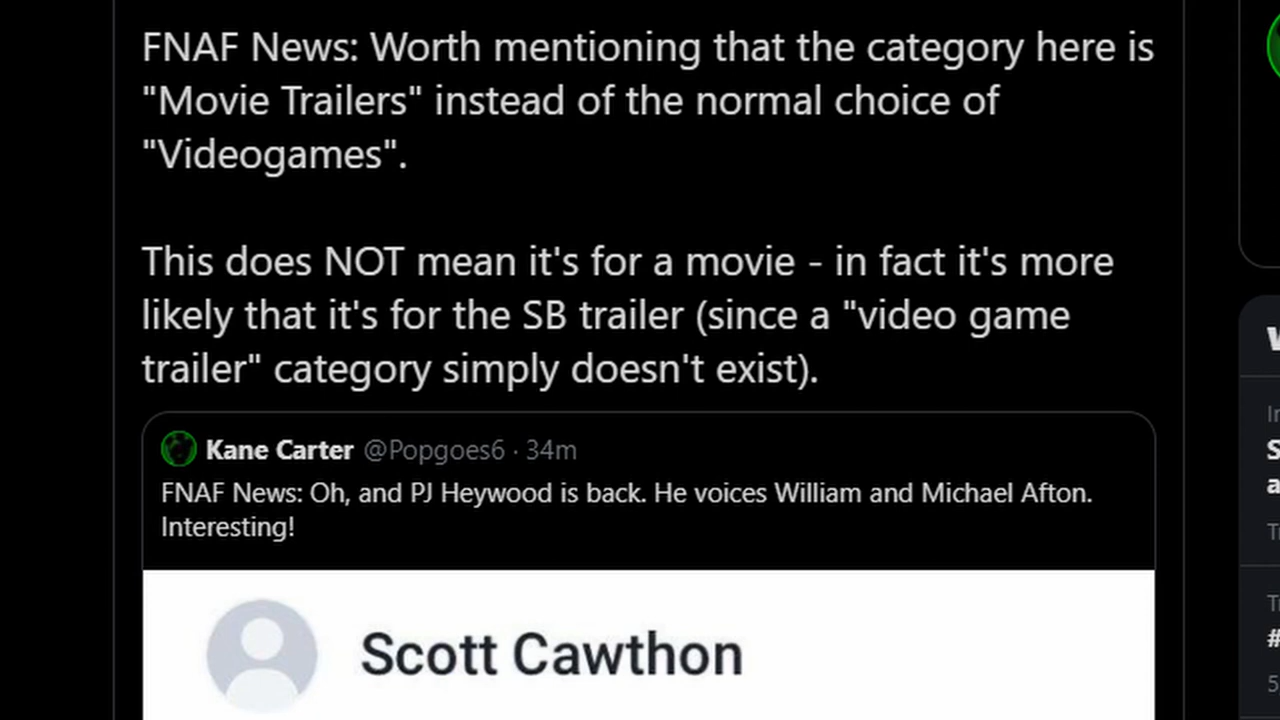 FNAF News: Worth mentioning that the category here is
"Movie Trailers" instead of the normal choice of
"Videogames".
This does NOT mean it's for a movie - in fact it's more
likely that it's for the SB trailer (since a "video game
trailer" category simply doesn't exist).
Kane Carter @Popgoes6 · 34m
FNAF News: Oh, and PJ Heywood is back. He voices William and Michael Afton.
Interesting!
Scott Cawthon